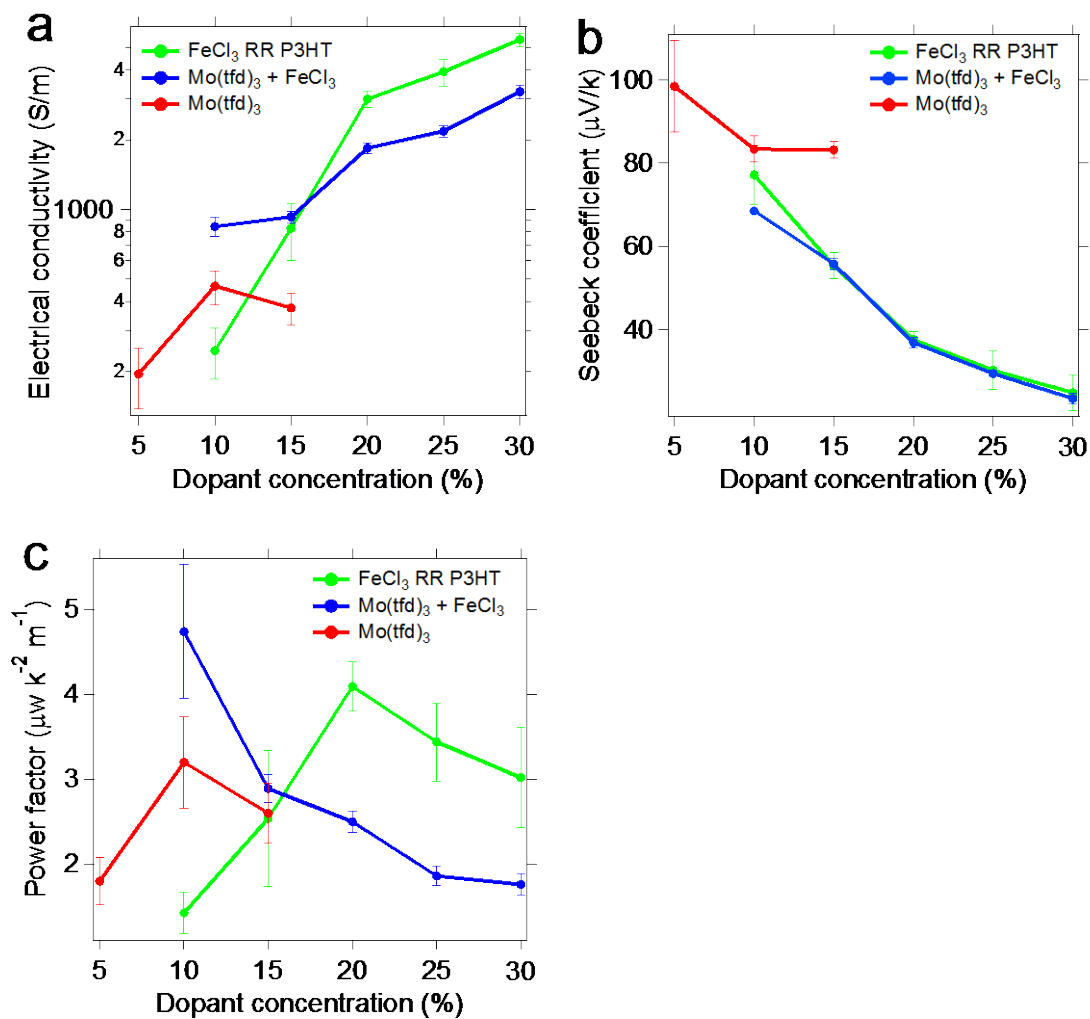 a
Electrical conductivity (S/m)
FeCl₃ RR P3HT
Mo(tfd)₃ + FeCl₃
Mo(tfd)₃
4
2
1000
8
6
4
2
5 10 15 20 25 30
Dopant concentration (%)
b
Seebeck coefficient (μV/k)
FeCl₃ RR P3HT
Mo(tfd)₃ + FeCl₃
Mo(tfd)₃
100
80
60
40
5 10 15 20 25 30
Dopant concentration (%)
c
Power factor (μw k⁻² m⁻¹)
FeCl₃ RR P3HT
Mo(tfd)₃ + FeCl₃
Mo(tfd)₃
5
4
3
2
5 10 15 20 25 30
Dopant concentration (%)